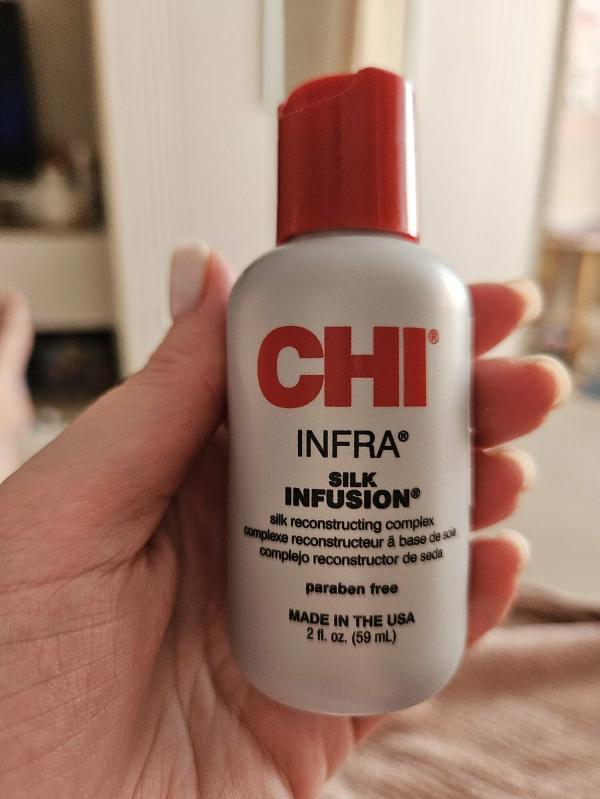 CHI®
INFRA®
SILK
INFUSION®
silk reconstructing complex
complexe reconstructeur à base de soie
complejo reconstructor de seda
paraben free
MADE IN THE USA
2 fl. oz. (59 mL)